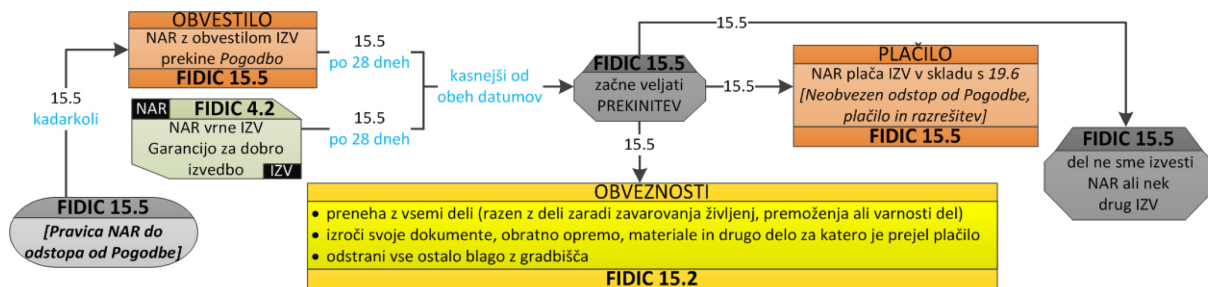 OBVESTILO
NAR z obvestilom IZV
prekine Pogodbo
FIDIC 15.5
15.5
kadarkoli
FIDIC 15.5
[Pravica NAR do
odstopa od Pogodbe]
NAR
FIDIC 4.2
NAR vrne IZV
Garancijo za dobro
izvedbo
IZV
15.5
po 28 dneh
15.5
po 28 dneh
kasnejši od
obeh datumov
FIDIC 15.5
začne veljati
PREKINITEV
15.5
15.5
15.5
PLAČILO
NAR plača IZV v skladu s 19.6
[Neobvezen odstop od Pogodbe,
plačilo in razrešitev]
FIDIC 15.5
FIDIC 15.5
del ne sme izvesti
NAR ali nek
drug IZV
OBVEZNOSTI
• preneha z vsemi deli (razen z deli zaradi zavarovanja življenj, premoženja ali varnosti del)
• izroči svoje dokumente, obratno opremo, materiale in drugo delo za katero je prejel plačilo
• odstrani vse ostalo blago z gradbišča
FIDIC 15.2